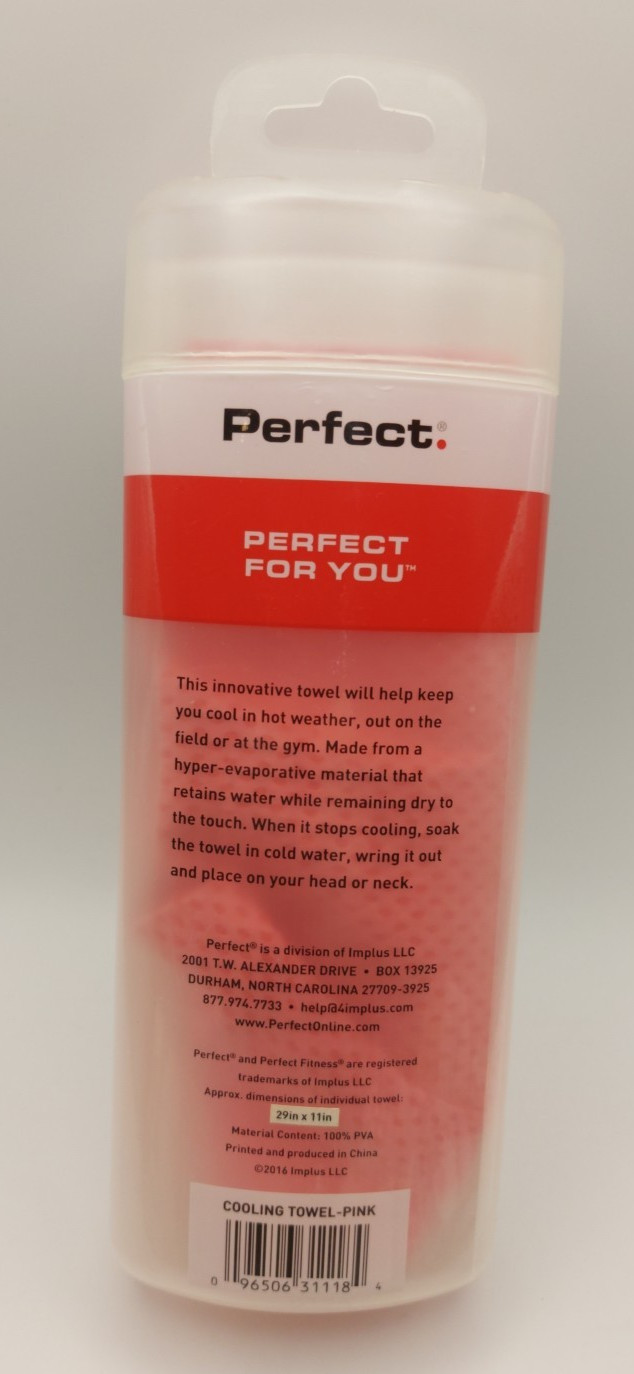 Perfect.®
PERFECT
FOR YOU™
This innovative towel will help keep
you cool in hot weather, out on the
field or at the gym. Made from a
hyper-evaporative material that
retains water while remaining dry to
the touch. When it stops cooling, soak
the towel in cold water, wring it out
and place on your head or neck.
Perfect® is a division of Implus LLC
2001 T.W. ALEXANDER DRIVE • BOX 13925
DURHAM, NORTH CAROLINA 27709-3925
877.974.7733 • help@4implus.com
www.PerfectOnline.com
Perfect® and Perfect Fitness® are registered
trademarks of Implus LLC
Approx. dimensions of individual towel:
29in x 11in
Material Content: 100% PVA
Printed and produced in China
©2016 Implus LLC
COOLING TOWEL-PINK
0 96506 31118 4